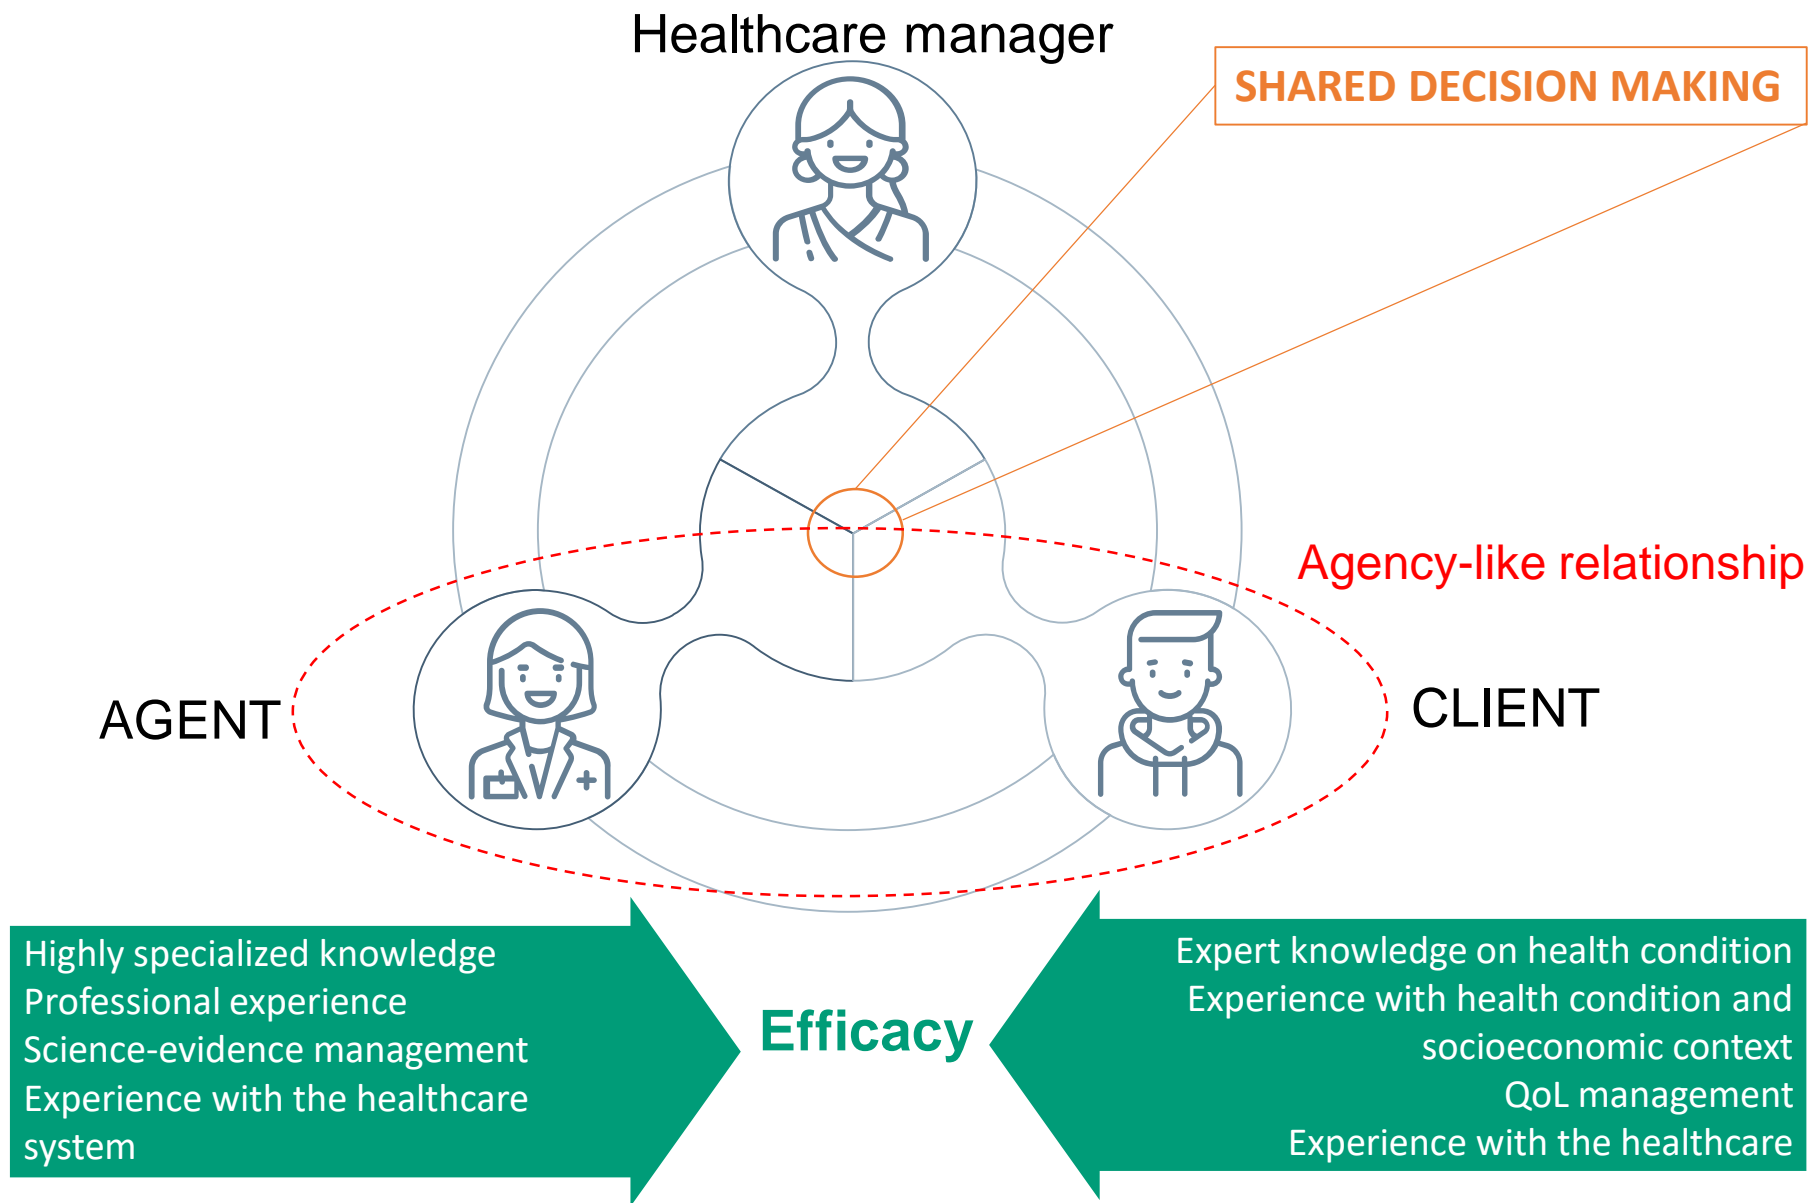 Healthcare manager
SHARED DECISION MAKING
Agency-like relationship
AGENT
CLIENT
Highly specialized knowledge
Professional experience
Science-evidence management
Experience with the healthcare
system
Efficacy
Expert knowledge on health condition
Experience with health condition and
socioeconomic context
QoL management
Experience with the healthcare